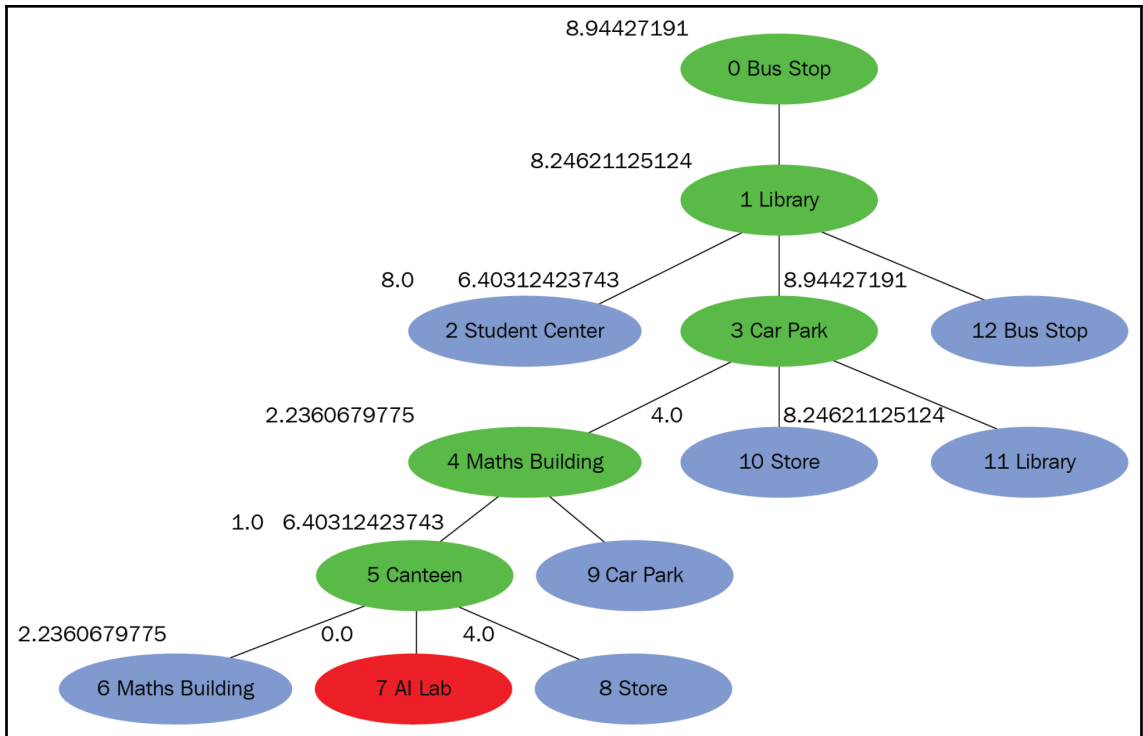 8.94427191
0 Bus Stop
8.24621125124
1 Library
8.0 6.40312423743 8.94427191
2 Student Center 3 Car Park 12 Bus Stop
2.2360679775 4.0 8.24621125124
4 Maths Building 10 Store 11 Library
1.0 6.40312423743
5 Canteen 9 Car Park
2.2360679775 0.0 4.0
6 Maths Building 7 AI Lab 8 Store